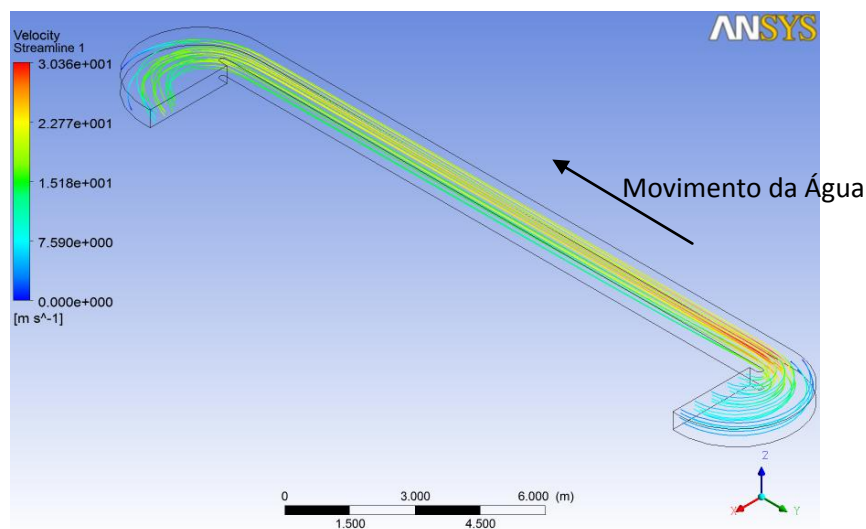 ANSYS
Velocity
Streamline 1
3.036e+001
2.277e+001
1.518e+001
7.590e+000
0.000e+000
[m s^-1]
Movimento da Água
0 3.000 6.000 (m)
1.500 4.500
Z
X Y